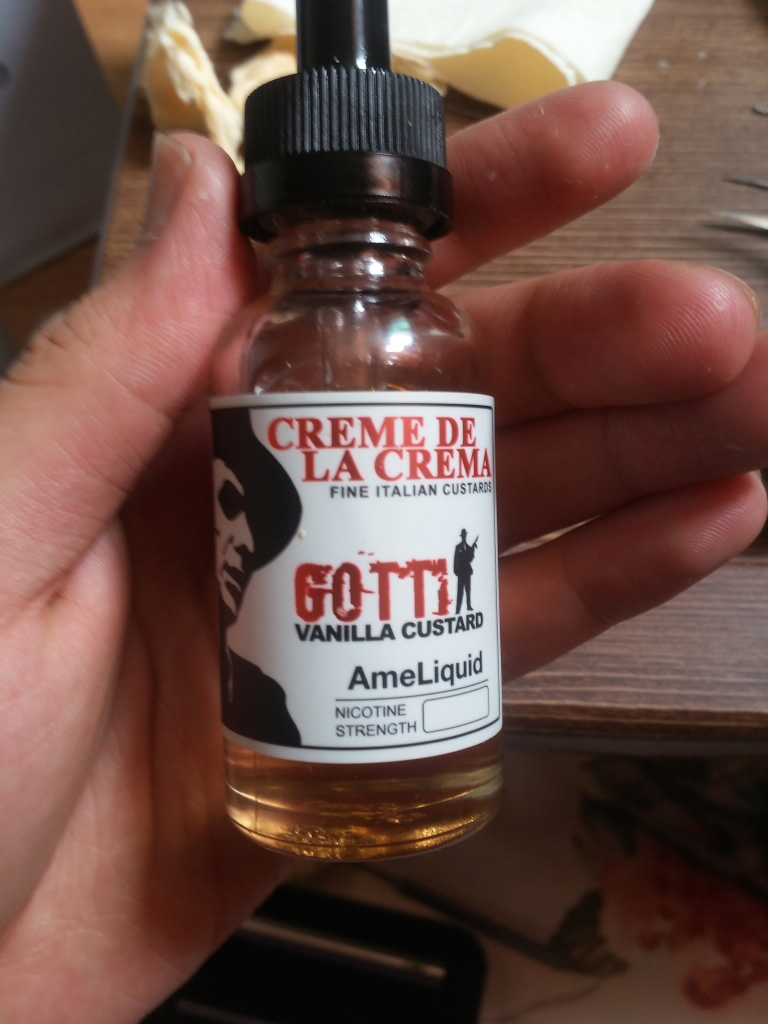 CREME DE
LA CREMA
FINE ITALIAN CUSTARDS
GOTTI
VANILLA CUSTARD
AmeLiquid
NICOTINE
STRENGTH